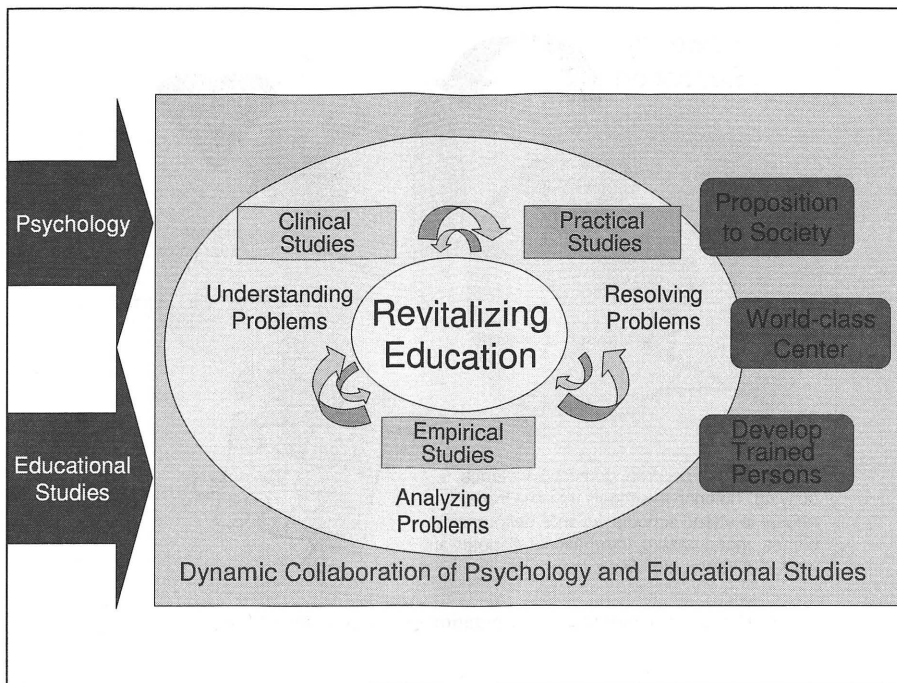 Psychology
Educational
Studies
Clinical
Studies
Practical
Studies
Understanding
Problems
Resolving
Problems
Revitalizing
Education
Empirical
Studies
Analyzing
Problems
Proposition
to Society
World-class
Center
Develop
Trained
Persons
Dynamic Collaboration of Psychology and Educational Studies